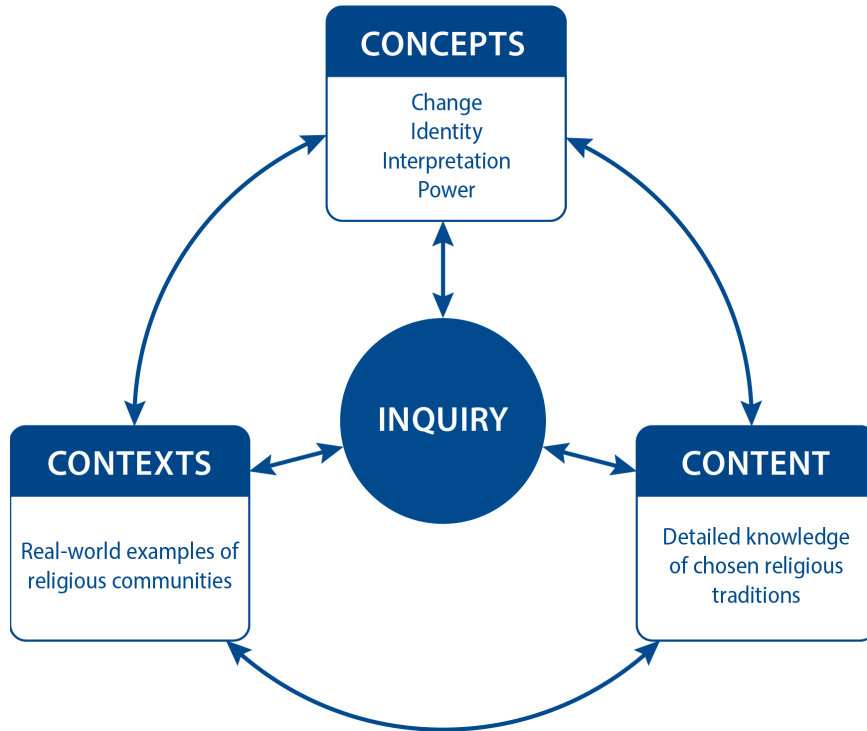 CONCEPTS
Change
Identity
Interpretation
Power
INQUIRY
CONTEXTS
Real-world examples of
religious communities
CONTENT
Detailed knowledge
of chosen religious
traditions